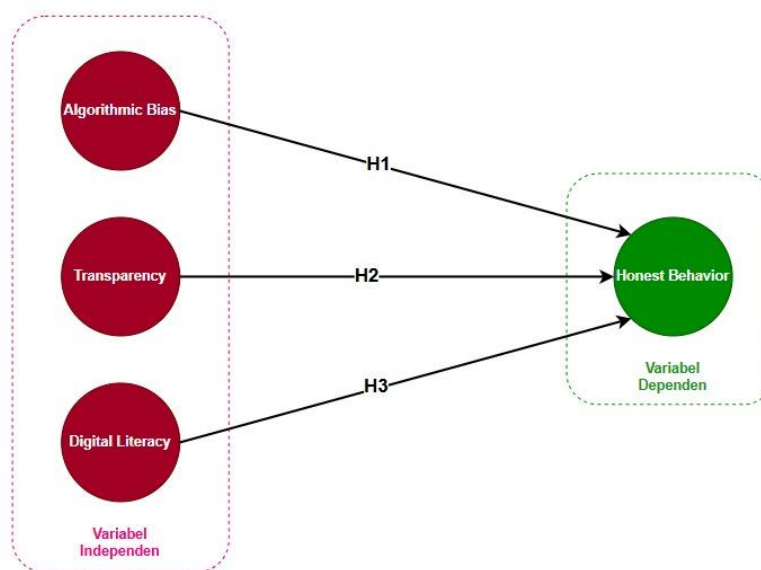 Algorithmic Bias
H1
Transparency
H2
Honest Behavior
H3
Digital Literacy
Variabel
Dependen
Variabel
Independen